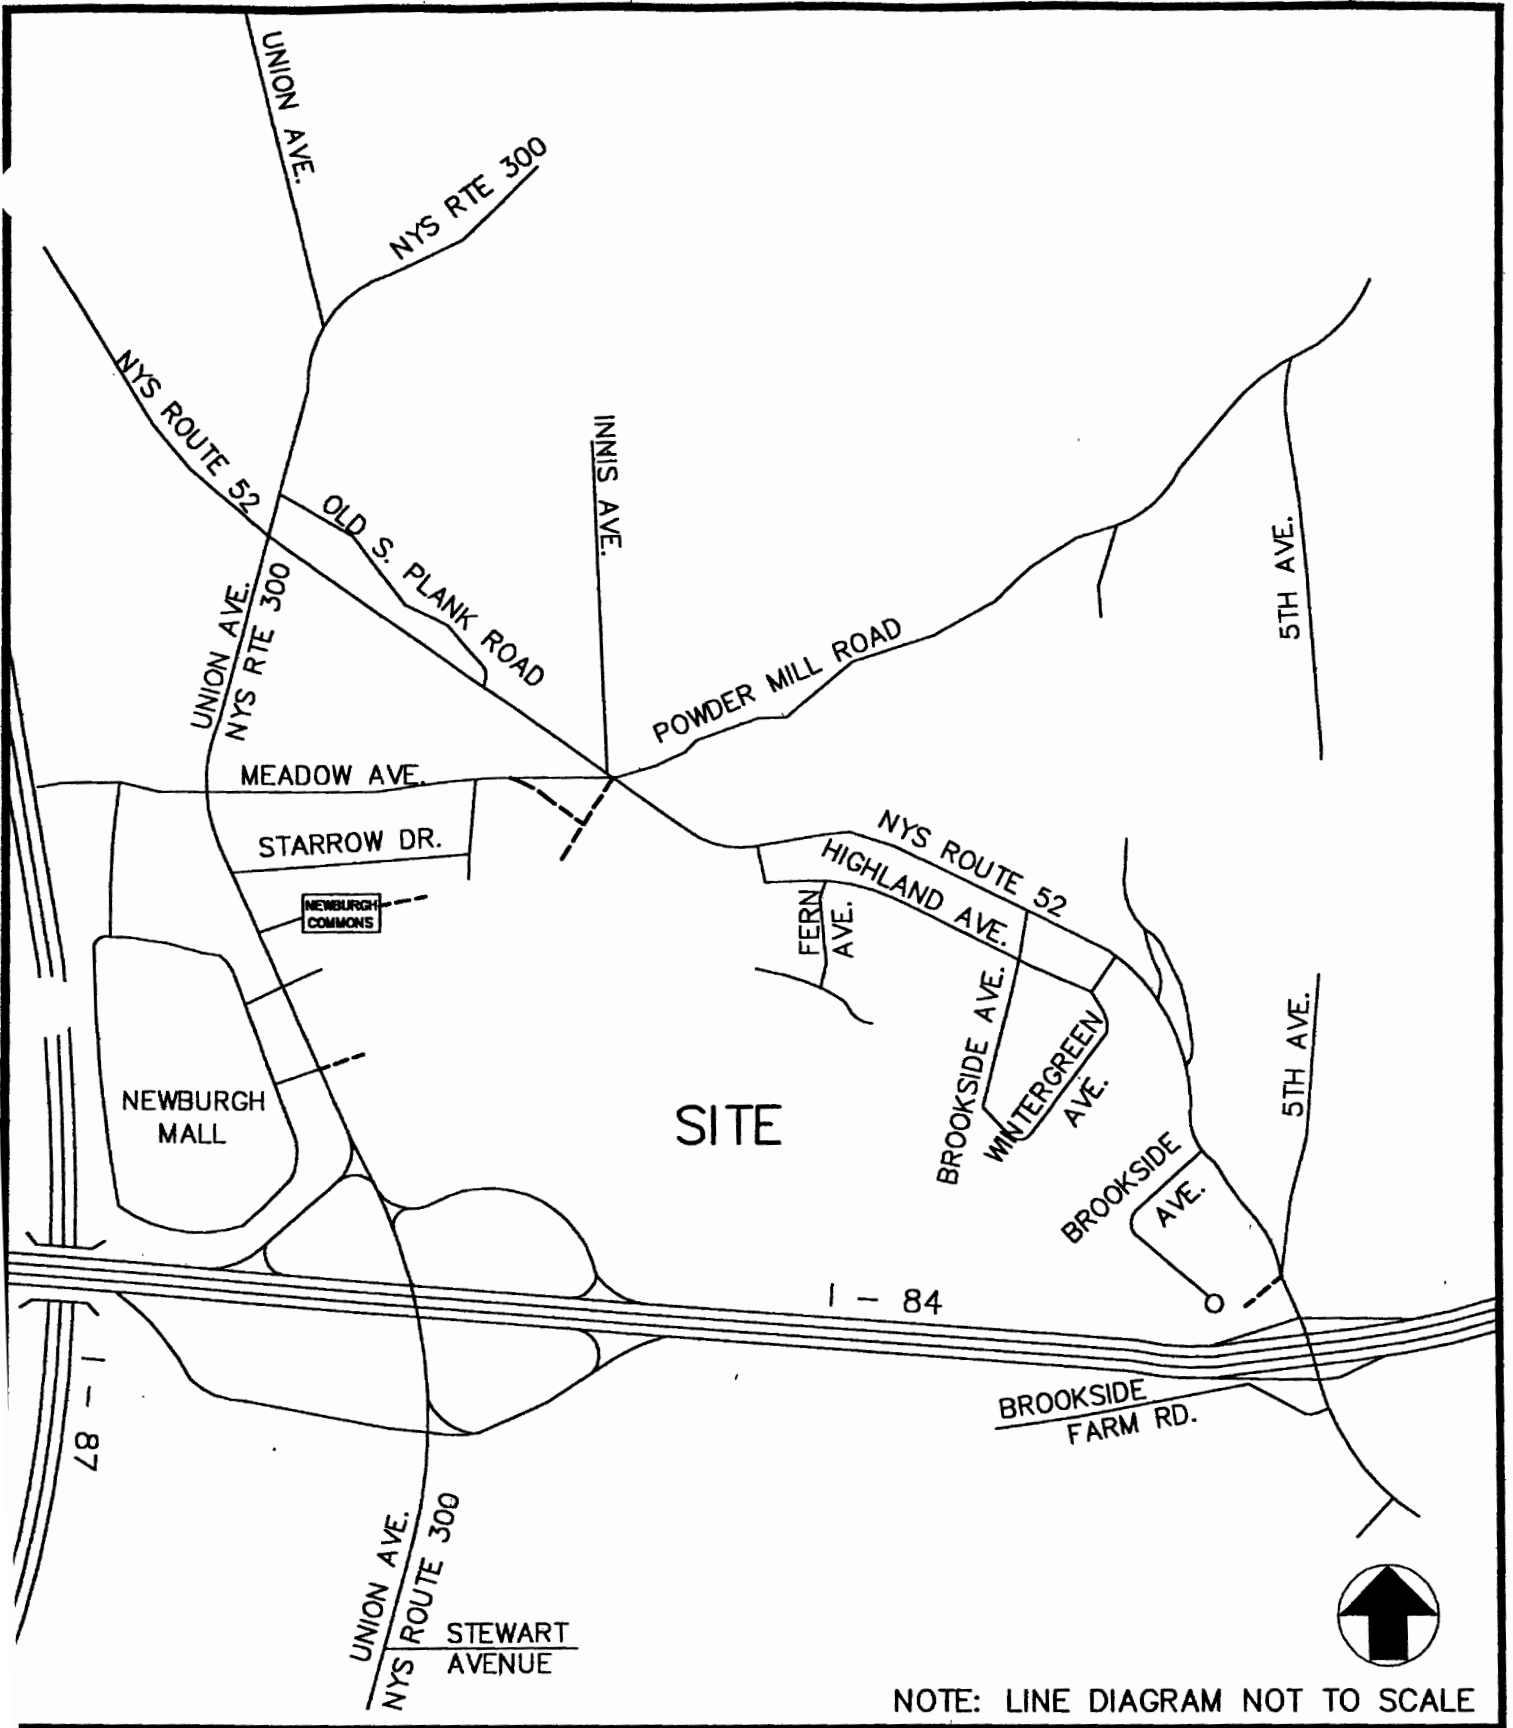 UNION AVE.
NYS RTE 300
NYS ROUTE 52
OLD S. PLANK ROAD
INNIS AVE.
5TH AVE.
UNION AVE.
NYS RTE 300
POWDER MILL ROAD
MEADOW AVE.
STARROW DR.
NYS ROUTE 52
HIGHLAND AVE.
NEWBURGH
COMMONS
FERN
AVE.
BROOKSIDE AVE.
WINTERGREEN
AVE.
5TH AVE.
NEWBURGH
MALL
SITE
BROOKSIDE
AVE.
I - 84
I - 87
BROOKSIDE
FARM RD.
UNION AVE.
NYS ROUTE 300
STEWART
AVENUE
NOTE: LINE DIAGRAM NOT TO SCALE